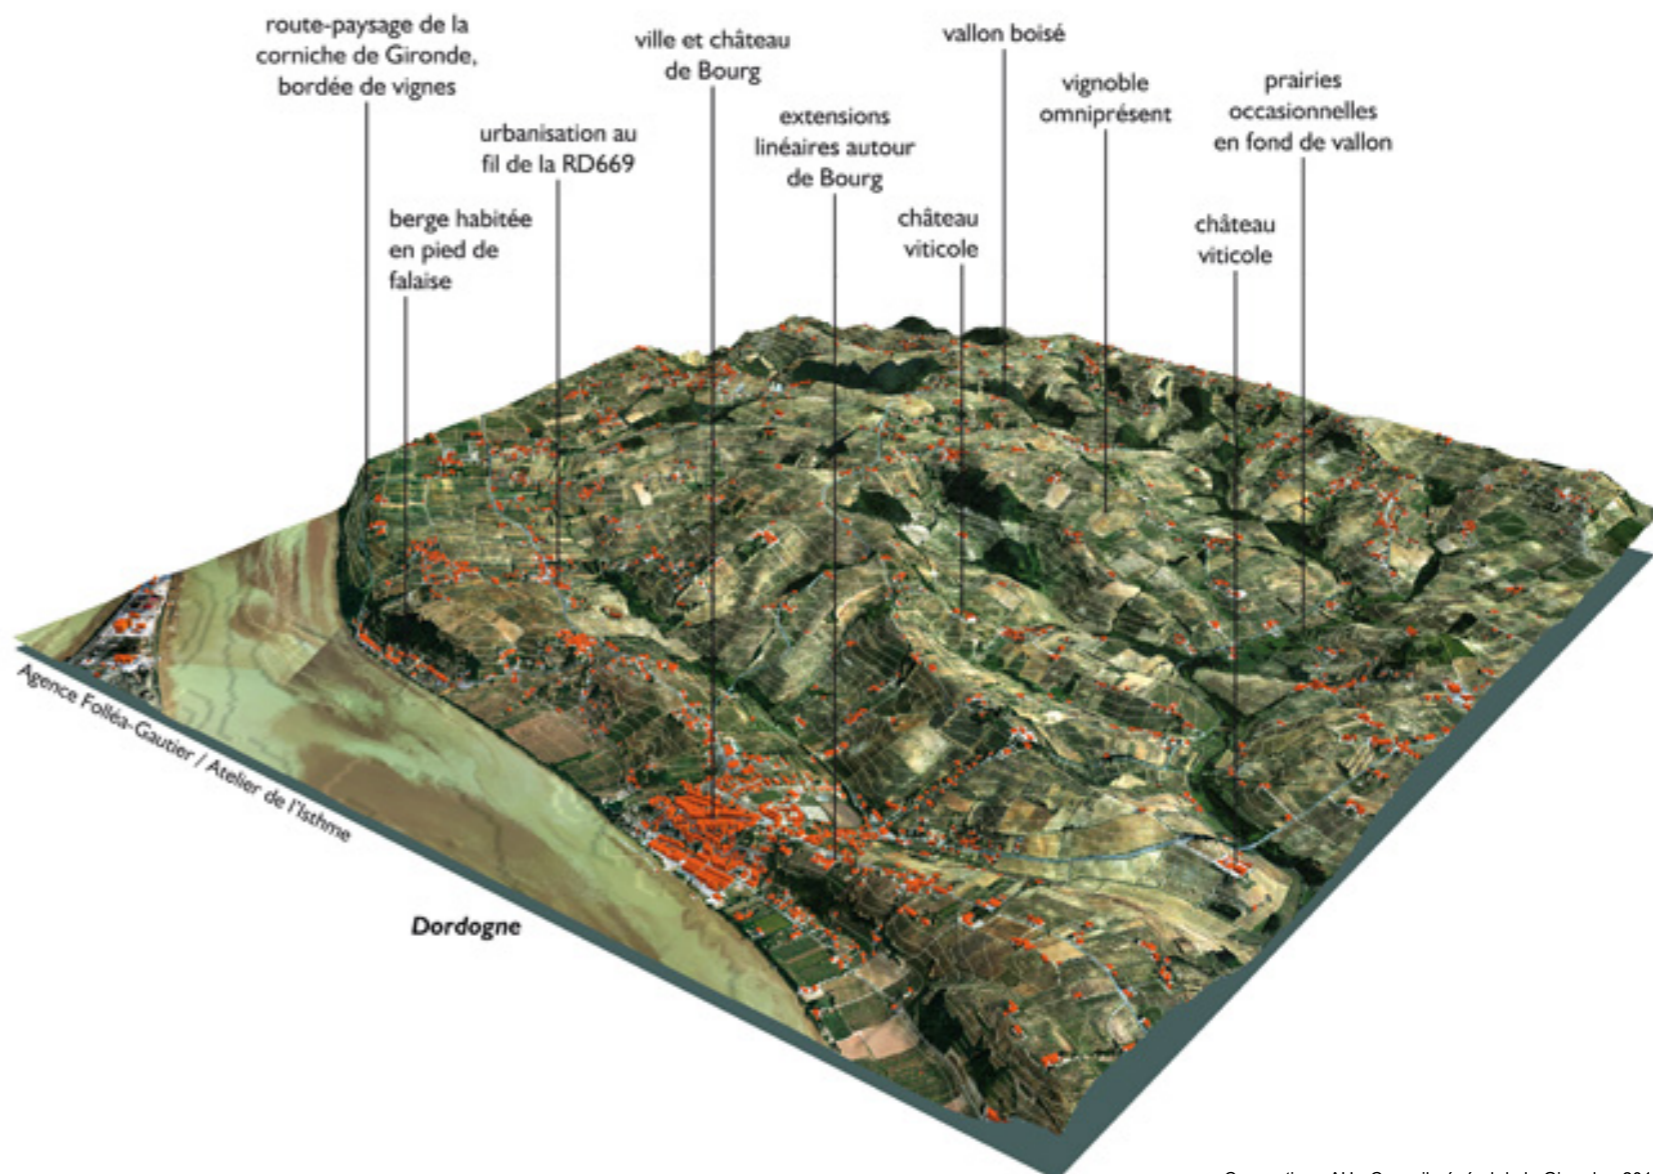 route-paysage de la
corniche de Gironde,
bordée de vignes
berge habitée
en pied de
falaise
urbanisation au
fil de la RD669
ville et château
de Bourg
extensions
linéaires autour
de Bourg
château
viticole
vallon boisé
vignoble
omniprésent
château
viticole
prairies
occasionnelles
en fond de vallon
Agence Folléa-Gautier / Atelier de l'Isthme
Dordogne